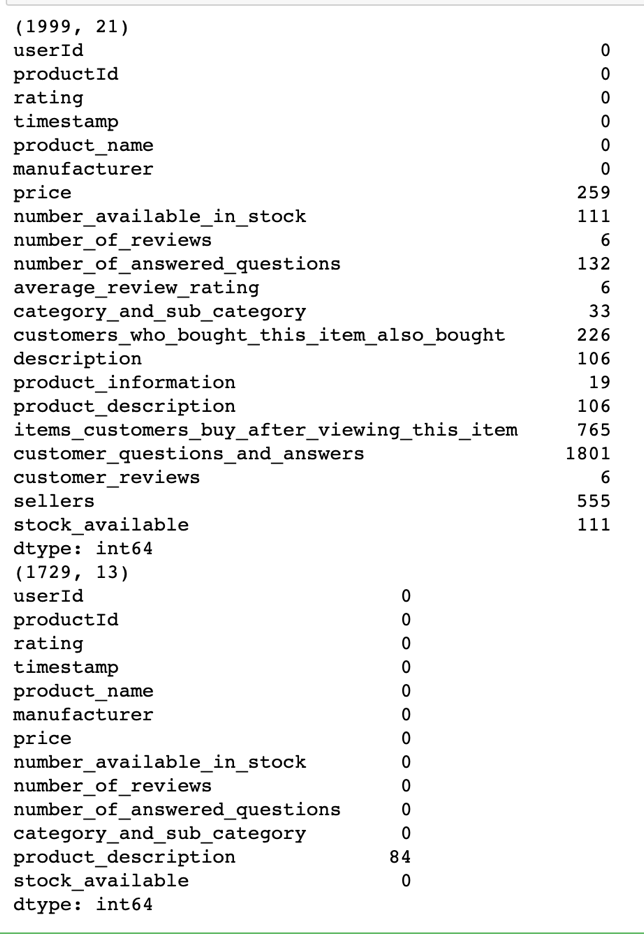 (1999, 21)
userId 0
productId 0
rating 0
timestamp 0
product_name 0
manufacturer 0
price 259
number_available_in_stock 111
number_of_reviews 6
number_of_answered_questions 132
average_review_rating 6
category_and_sub_category 33
customers_who_bought_this_item_also_bought 226
description 106
product_information 19
product_description 106
items_customers_buy_after_viewing_this_item 765
customer_questions_and_answers 1801
customer_reviews 6
sellers 555
stock_available 111
dtype: int64
(1729, 13)
userId 0
productId 0
rating 0
timestamp 0
product_name 0
manufacturer 0
price 0
number_available_in_stock 0
number_of_reviews 0
number_of_answered_questions 0
category_and_sub_category 0
product_description 84
stock_available 0
dtype: int64